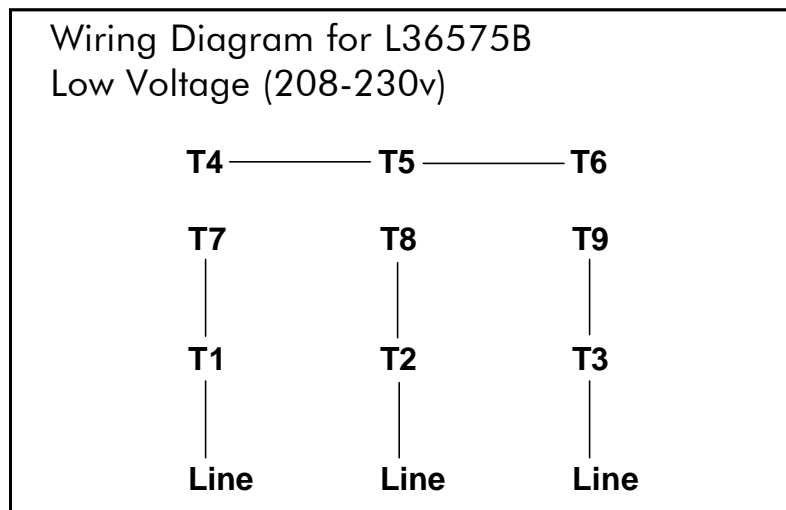 Wiring Diagram for L36575B
Low Voltage (208-230v)
T4 T5 T6
T7 T8 T9
T1 T2 T3
Line Line Line